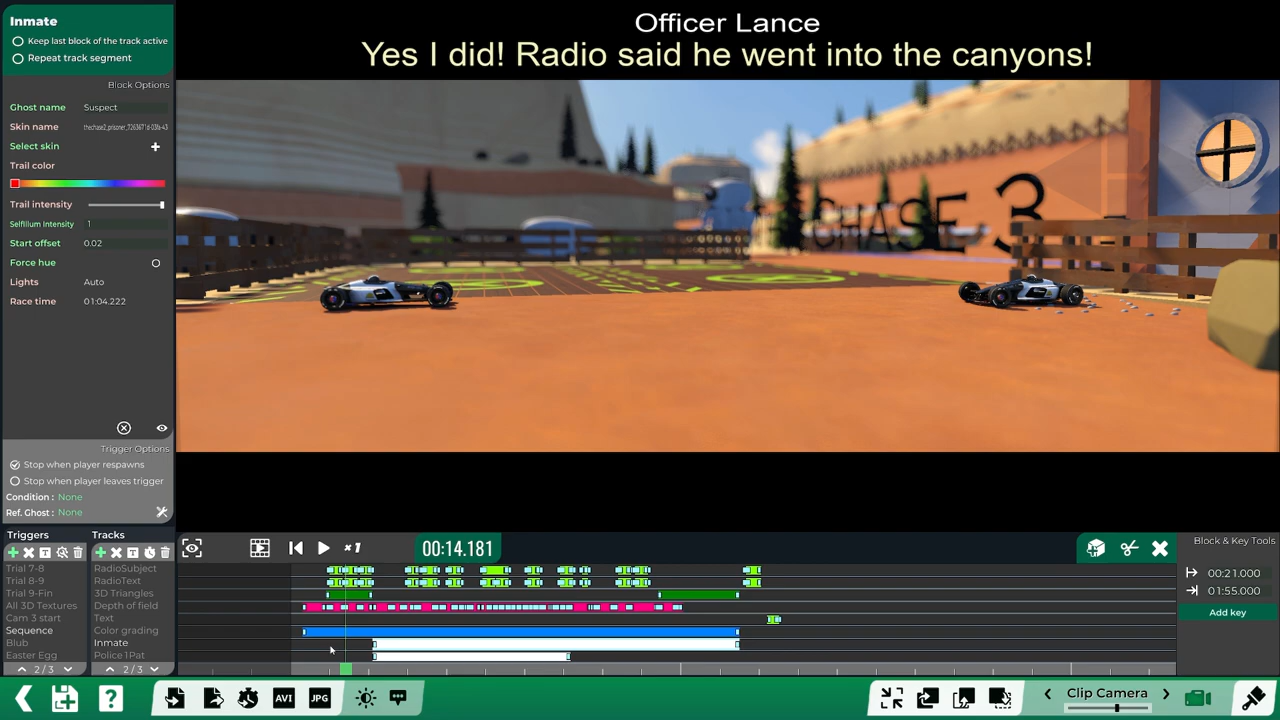 Inmate
Keep last block of the track active
Repeat track segment
Block Options
Ghost name Suspect
Skin name
Select skin
Trail color
Trail intensity
Selfillum Intensity 1
Start offset 0.02
Force hue
Lights Auto
Race time 01:04.222
Trigger Options
Stop when player respawns
Stop when player leaves trigger
Condition : None
Ref. Ghost : None
Triggers
Trial 7-8
Trial 8-9
Trial 9-Fin
All 3D Textures
Cam 3 start
Sequence
Blub
Easter Egg
2/3
Tracks
RadioSubject
RadioText
3D Triangles
Depth of field
Text
Color grading
Inmate
Police 1Pat
2/3
Officer Lance
Yes I did! Radio said he went into the canyons!
CHASE 3
×1
00:14.181
Block & Key Tools
00:21.000
01:55.000
Add key
?
AVI
JPG
Clip Camera